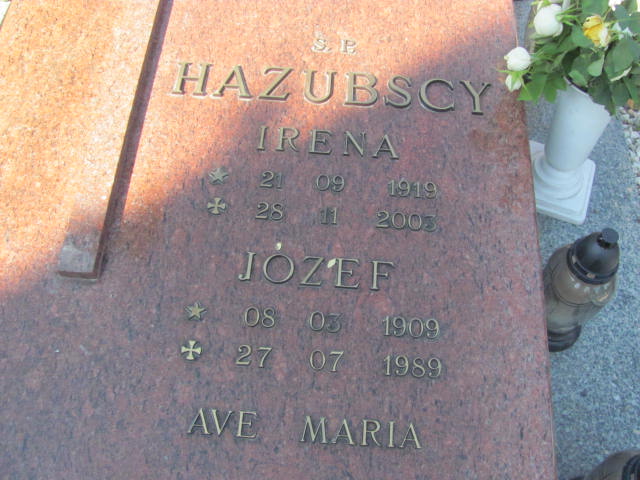 Ś.P.
HAZUBSCY
IRENA
21 09 1919
28 11 2003
JÓZEF
08 03 1909
27 07 1989
AVE MARIA